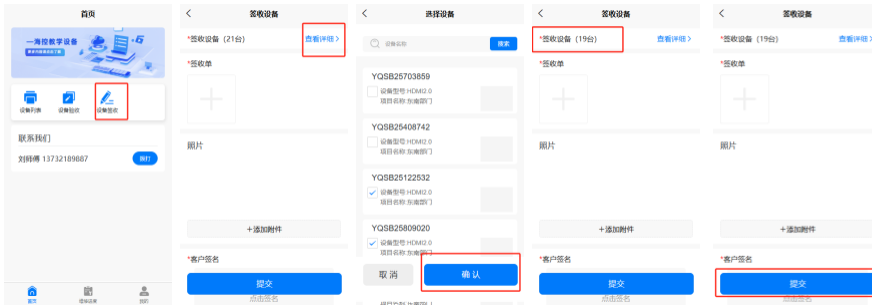 首页
一海控教学设备
设备列表
设备验收
设备签收
联系我们
刘师傅 13732189887
拨打
首页
我的
签收设备
*签收设备 (21台)
查看详细
*签收单
照片
+添加附件
*客户签名
提交
点击签名
选择设备
设备名称
搜索
YQSB25703859
设备型号:HDMI2.0
项目名称:东南部门
YQSB25408742
设备型号:HDMI2.0
项目名称:东南部门
YQSB25122532
设备型号:HDMI2.0
项目名称:东南部门
YQSB25809020
设备型号:HDMI2.0
项目名称:东南部门
取消
确认
签收设备
*签收设备 (19台)
查看详细
*签收单
照片
+添加附件
*客户签名
提交
点击签名
签收设备
*签收设备 (19台)
查看详细
*签收单
照片
+添加附件
*客户签名
提交
点击签名